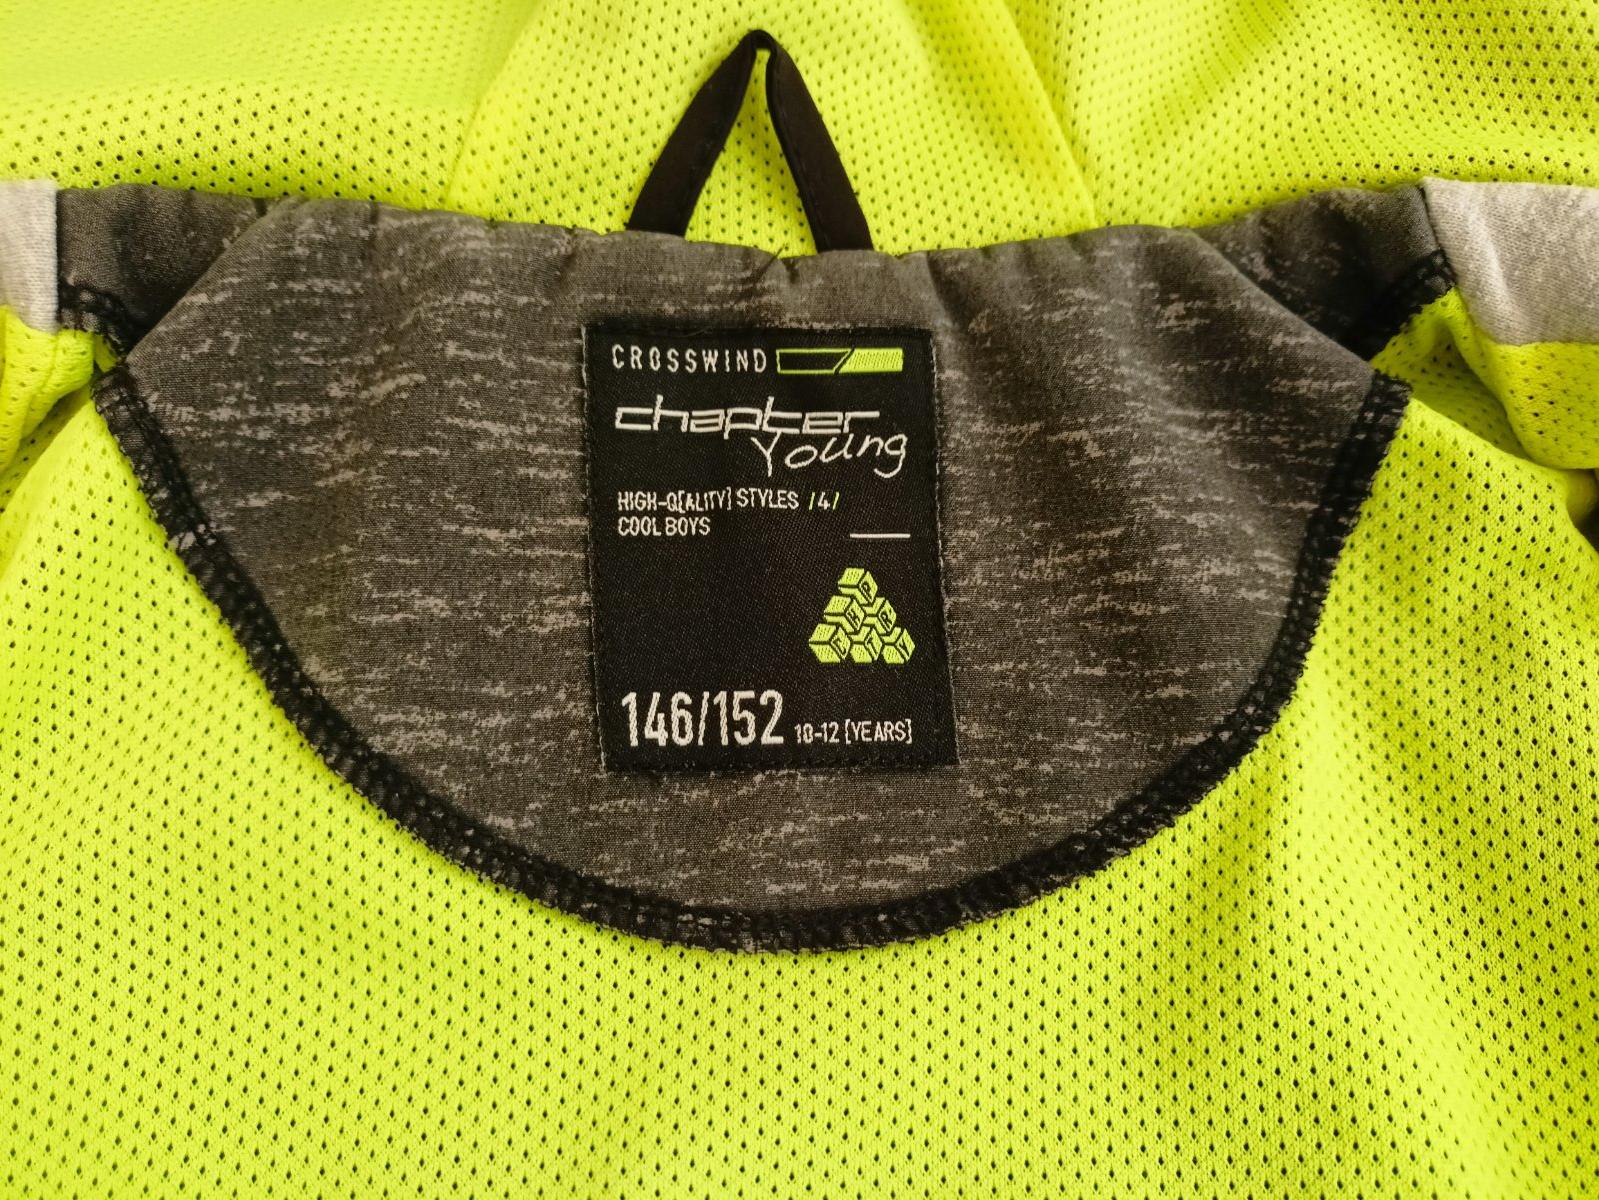 CROSSWIND
chapter
Young
HIGH-Q[ALITY] STYLES /4/
COOL BOYS
146/152 10-12 [YEARS]